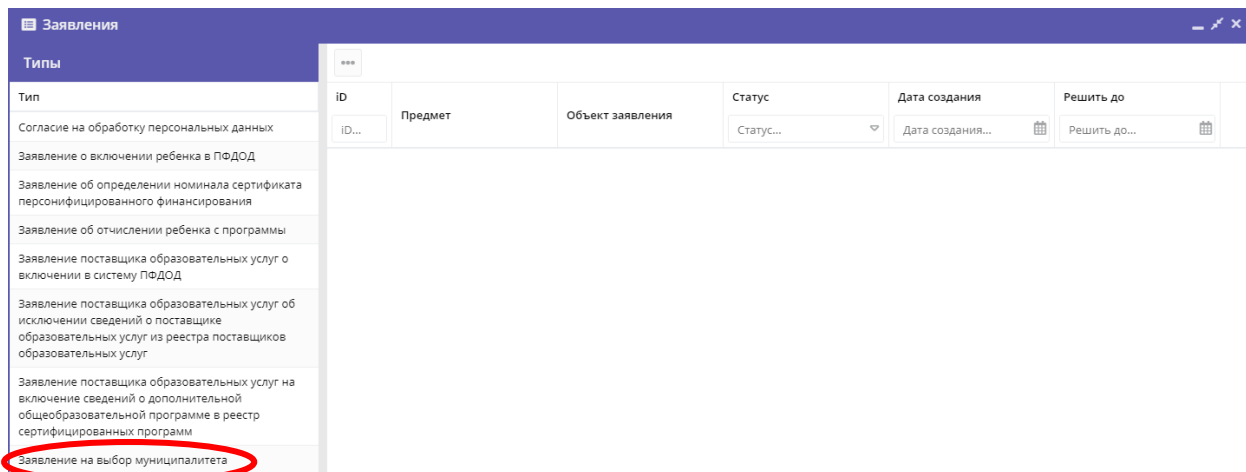 Заявления
Типы
Тип
Согласие на обработку персональных данных
Заявление о включении ребенка в ПФДОД
Заявление об определении номинала сертификата
персонифицированного финансирования
Заявление об отчислении ребенка с программы
Заявление поставщика образовательных услуг о
включении в систему ПФДОД
Заявление поставщика образовательных услуг об
исключении сведений о поставщике
образовательных услуг из реестра поставщиков
образовательных услуг
Заявление поставщика образовательных услуг на
включение сведений о дополнительной
общеобразовательной программе в реестр
сертифицированных программ
Заявление на выбор муниципалитета
iD
Предмет
Объект заявления
Статус
Дата создания
Решить до
iD...
Статус...
Дата создания...
Решить до...